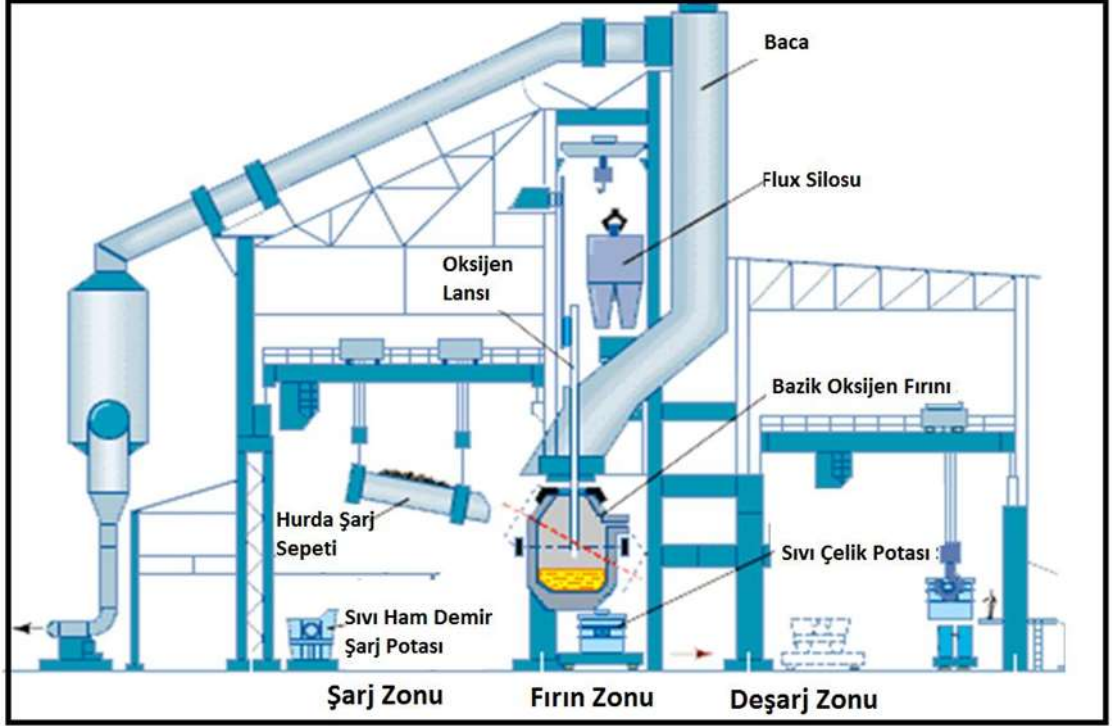 Baca
Flux Silosu
Oksijen
Lansı
Bazik Oksijen Fırını
Hurda Şarj
Sepeti
Sıvı Çelik Potası
Sıvı Ham Demir
Şarj Potası
Şarj Zonu
Fırın Zonu
Deşarj Zonu